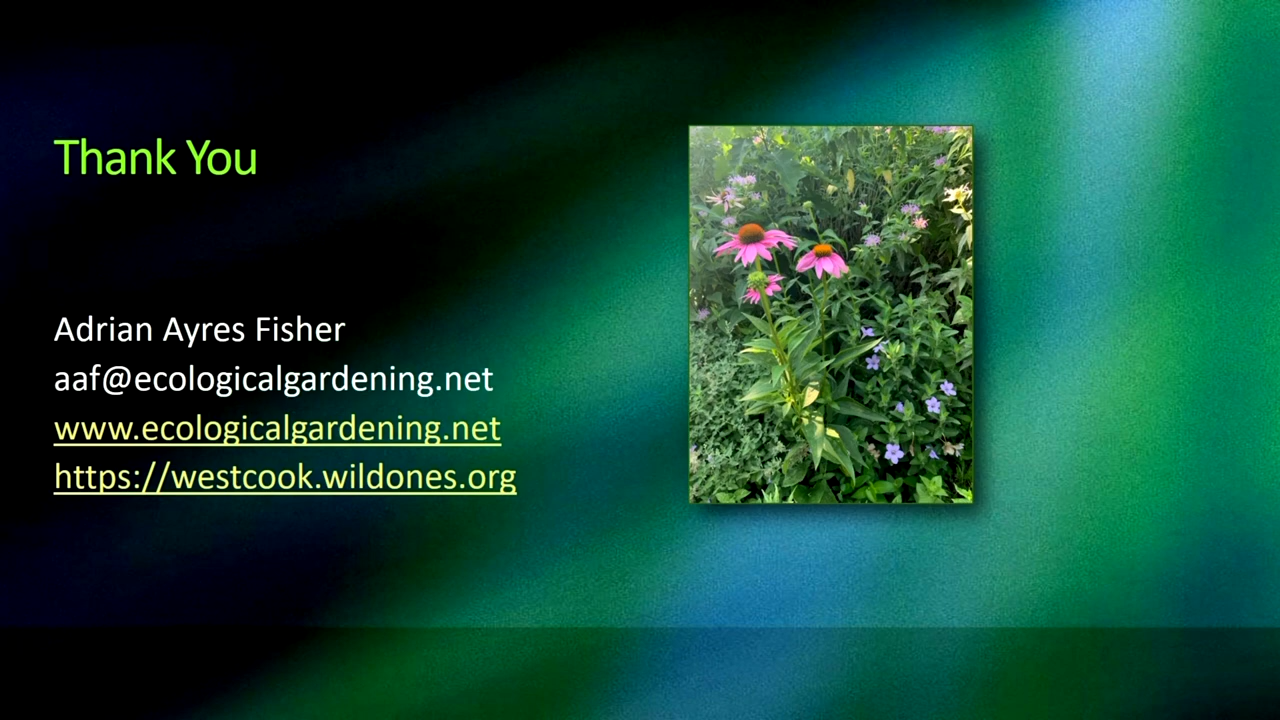 Thank You
Adrian Ayres Fisher
aaf@ecologicalgardening.net
www.ecologicalgardening.net
https://westcook.wildones.org